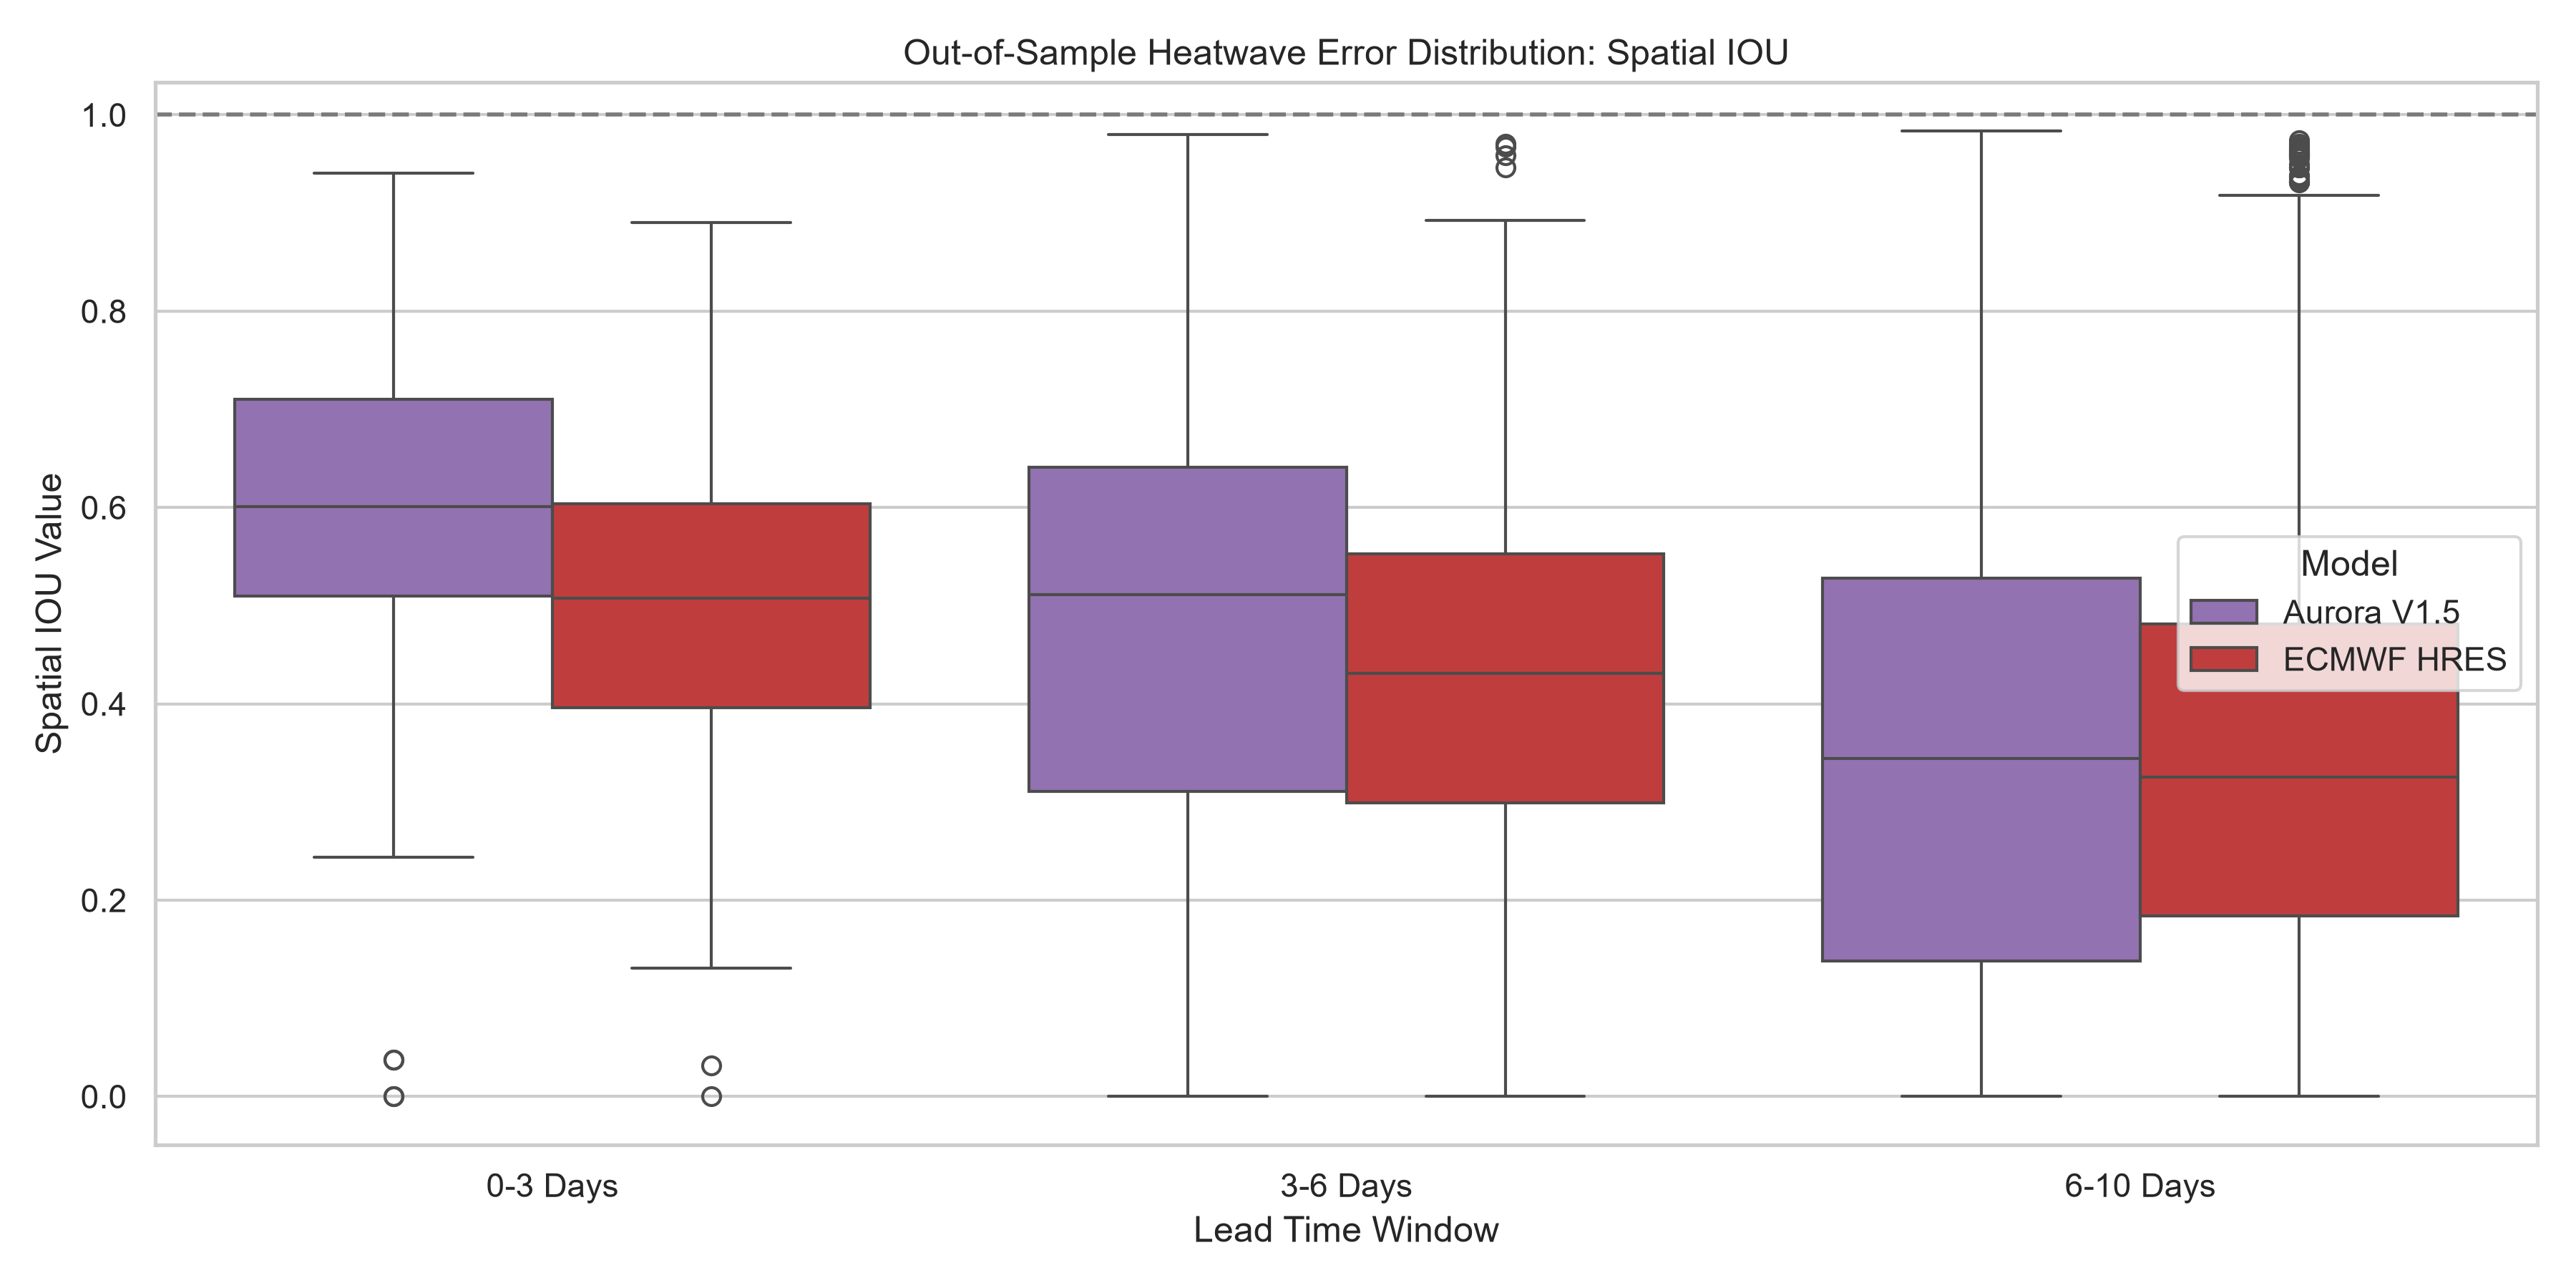 Out-of-Sample Heatwave Error Distribution: Spatial IOU
Spatial IOU Value
1.0
0.8
0.6
0.4
0.2
0.0
Model
Aurora V1.5
ECMWF HRES
0-3 Days
3-6 Days
6-10 Days
Lead Time Window